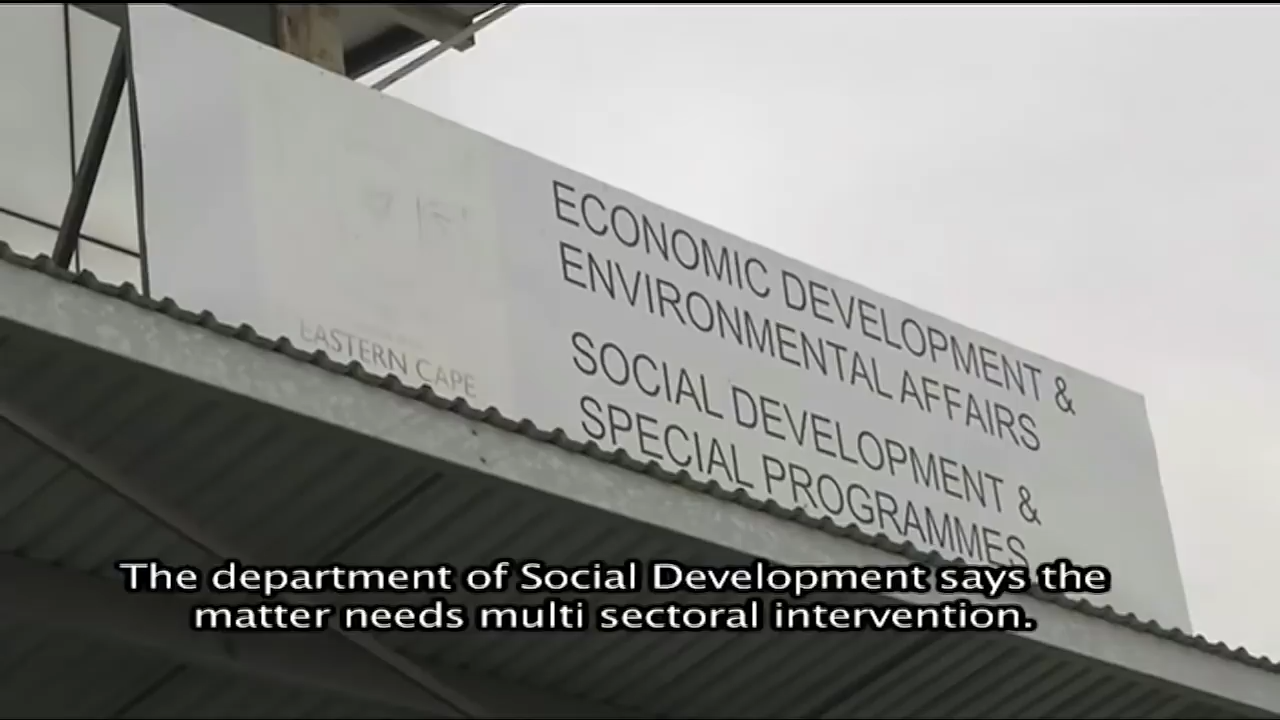 EASTERN CAPE
ECONOMIC DEVELOPMENT &
ENVIRONMENTAL AFFAIRS
SOCIAL DEVELOPMENT &
SPECIAL PROGRAMMES
The department of Social Development says the
matter needs multi sectoral intervention.